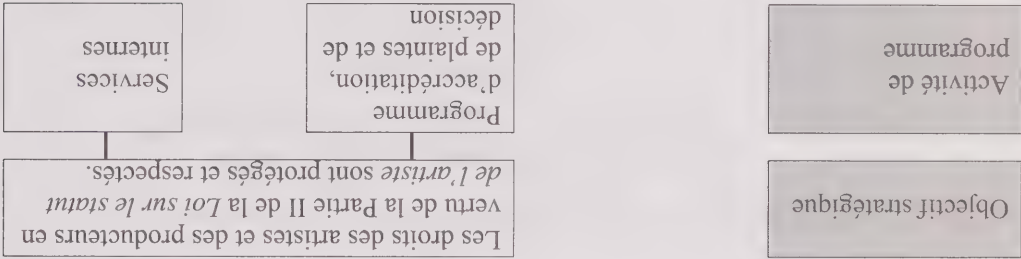 Objectif stratégique
Les droits des artistes et des producteurs en
vertu de la Partie II de la Loi sur le statut
de l'artiste sont protégés et respectés.
Activité de
programme
Programme
d'accréditation,
de plaintes et de
décision
Services
internes